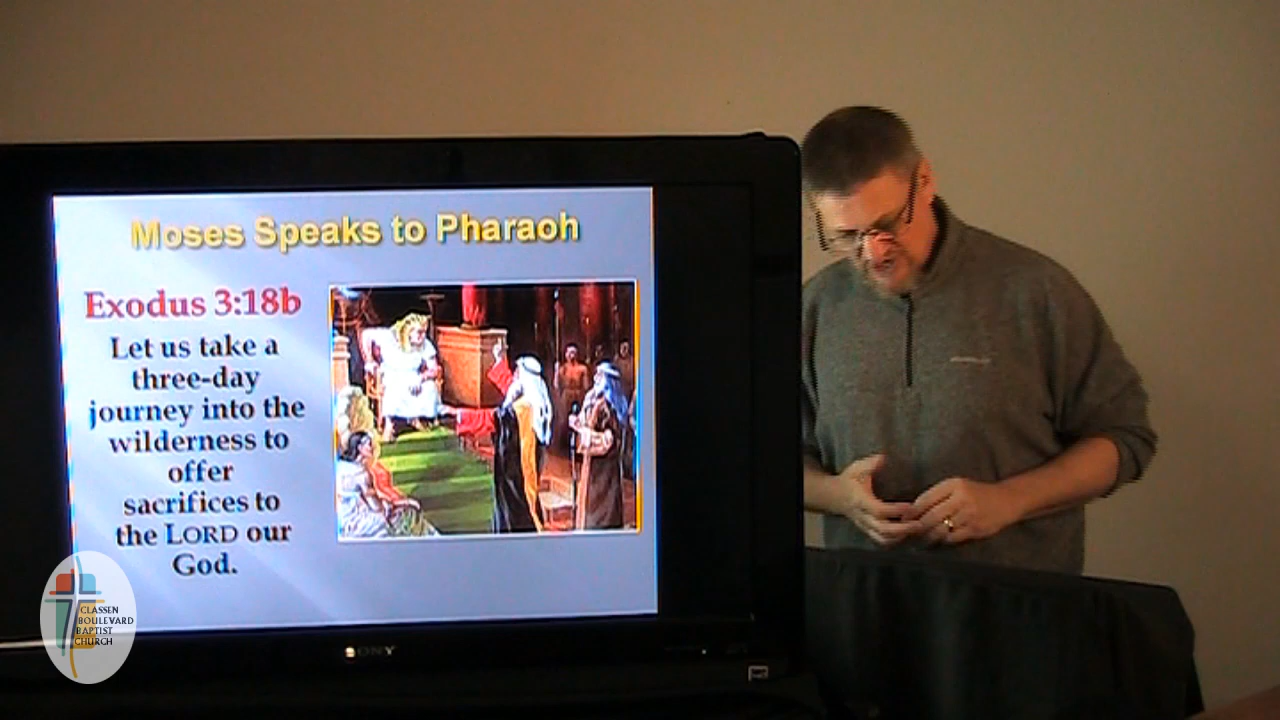 Moses Speaks to Pharaoh
Exodus 3:18b
Let us take a
three-day
journey into the
wilderness to
offer
sacrifices to
the LORD our
God.
CLASSEN
BOULEVARD
BAPTIST
CHURCH
SONY